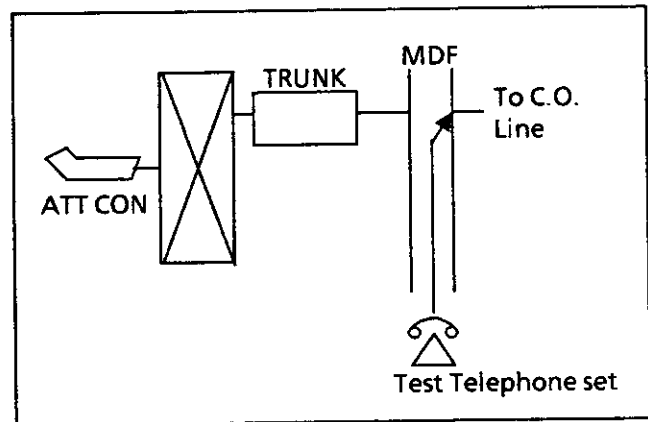 MDF
TRUNK
To C.O.
Line
ATT CON
Test Telephone set